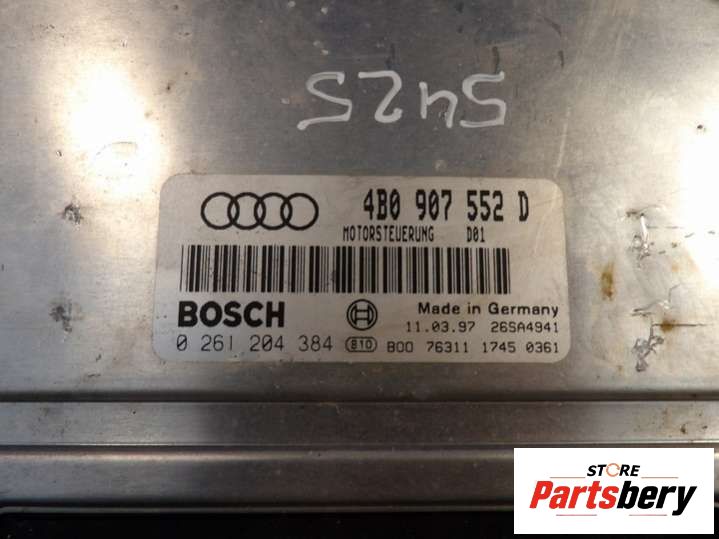 5425
4B0 907 552 D
MOTORSTEUERUNG D01
BOSCH
Made in Germany
11.03.97 26SA4941
0 261 204 384 810 B00 76311 1745 0361
STORE
Partsbery